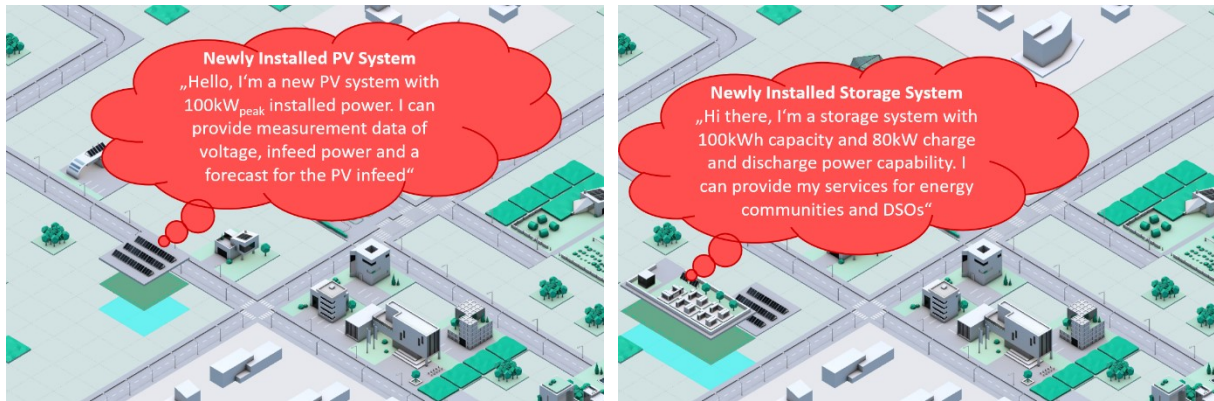 Newly Installed PV System
„Hello, I‘m a new PV system with
100kWpeak installed power. I can
provide measurement data of
voltage, infeed power and a
forecast for the PV infeed“
Newly Installed Storage System
„Hi there, I‘m a storage system with
100kWh capacity and 80kW charge
and discharge power capability. I
can provide my services for energy
communities and DSOs“